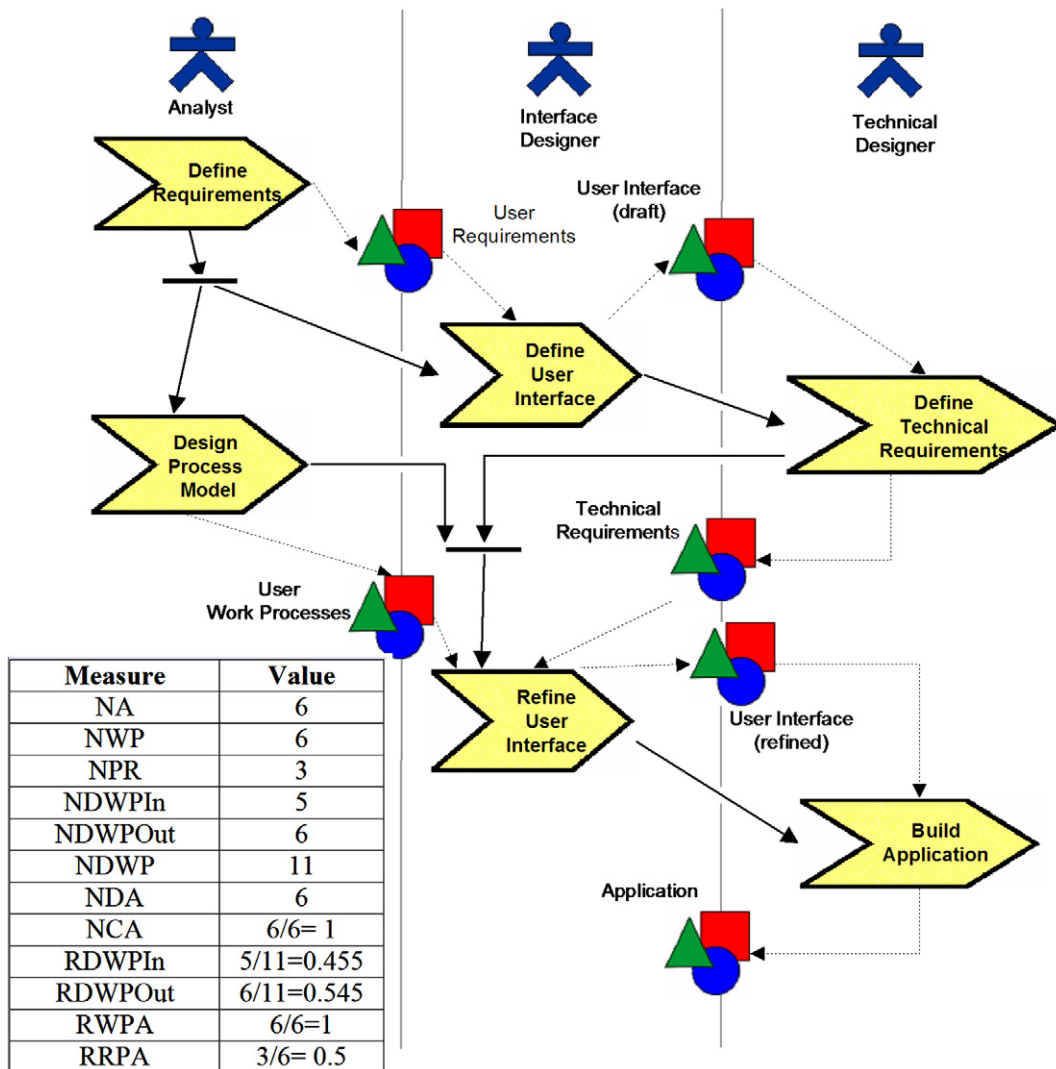 Analyst
Interface
Designer
Technical
Designer
Define
Requirements
User
Requirements
User Interface
(draft)
Define
User
Interface
Define
Technical
Requirements
Design
Process
Model
Technical
Requirements
User
Work Processes
Refine
User
Interface
User Interface
(refined)
Build
Application
Application
Measure Value
NA 6
NWP 6
NPR 3
NDWPIn 5
NDWPOut 6
NDWP 11
NDA 6
NCA 6/6= 1
RDWPIn 5/11=0.455
RDWPOut 6/11=0.545
RWPA 6/6=1
RRPA 3/6= 0.5